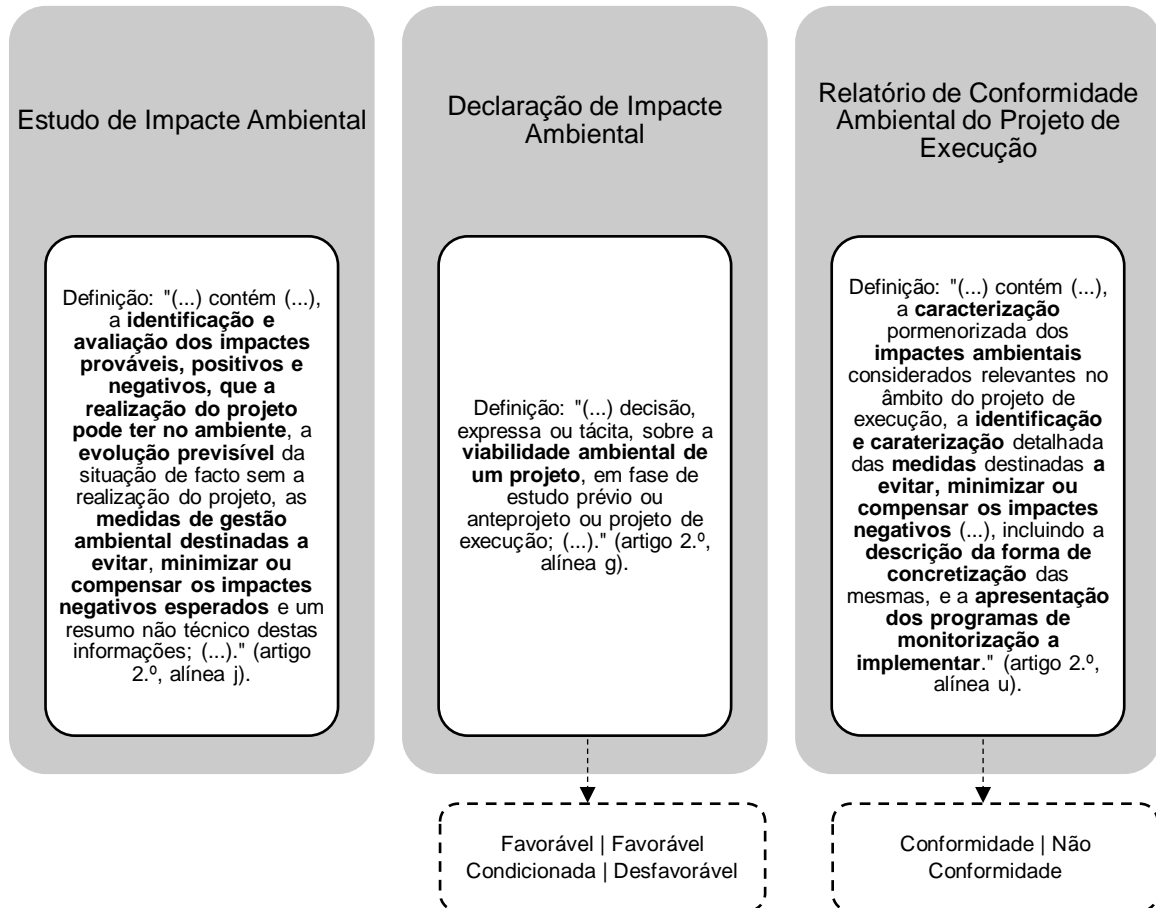 Estudo de Impacte Ambiental
Definição: "(...) contém (...),
a identificação e
avaliação dos impactes
prováveis, positivos e
negativos, que a
realização do projeto
pode ter no ambiente, a
evolução previsível da
situação de facto sem a
realização do projeto, as
medidas de gestão
ambiental destinadas a
evitar, minimizar ou
compensar os impactes
negativos esperados e um
resumo não técnico destas
informações; (...)." (artigo
2.º, alínea j).
Declaração de Impacte
Ambiental
Definição: "(...) decisão,
expressa ou tácita, sobre a
viabilidade ambiental de
um projeto, em fase de
estudo prévio ou
anteprojeto ou projeto de
execução; (...)." (artigo 2.º,
alínea g).
Favorável | Favorável
Condicionada | Desfavorável
Relatório de Conformidade
Ambiental do Projeto de
Execução
Definição: "(...) contém (...),
a caracterização
pormenorizada dos
impactes ambientais
considerados relevantes no
âmbito do projeto de
execução, a identificação
e caraterização detalhada
das medidas destinadas a
evitar, minimizar ou
compensar os impactes
negativos (...), incluindo a
descrição da forma de
concretização das
mesmas, e a apresentação
dos programas de
monitorização a
implementar." (artigo 2.º,
alínea u).
Conformidade | Não
Conformidade